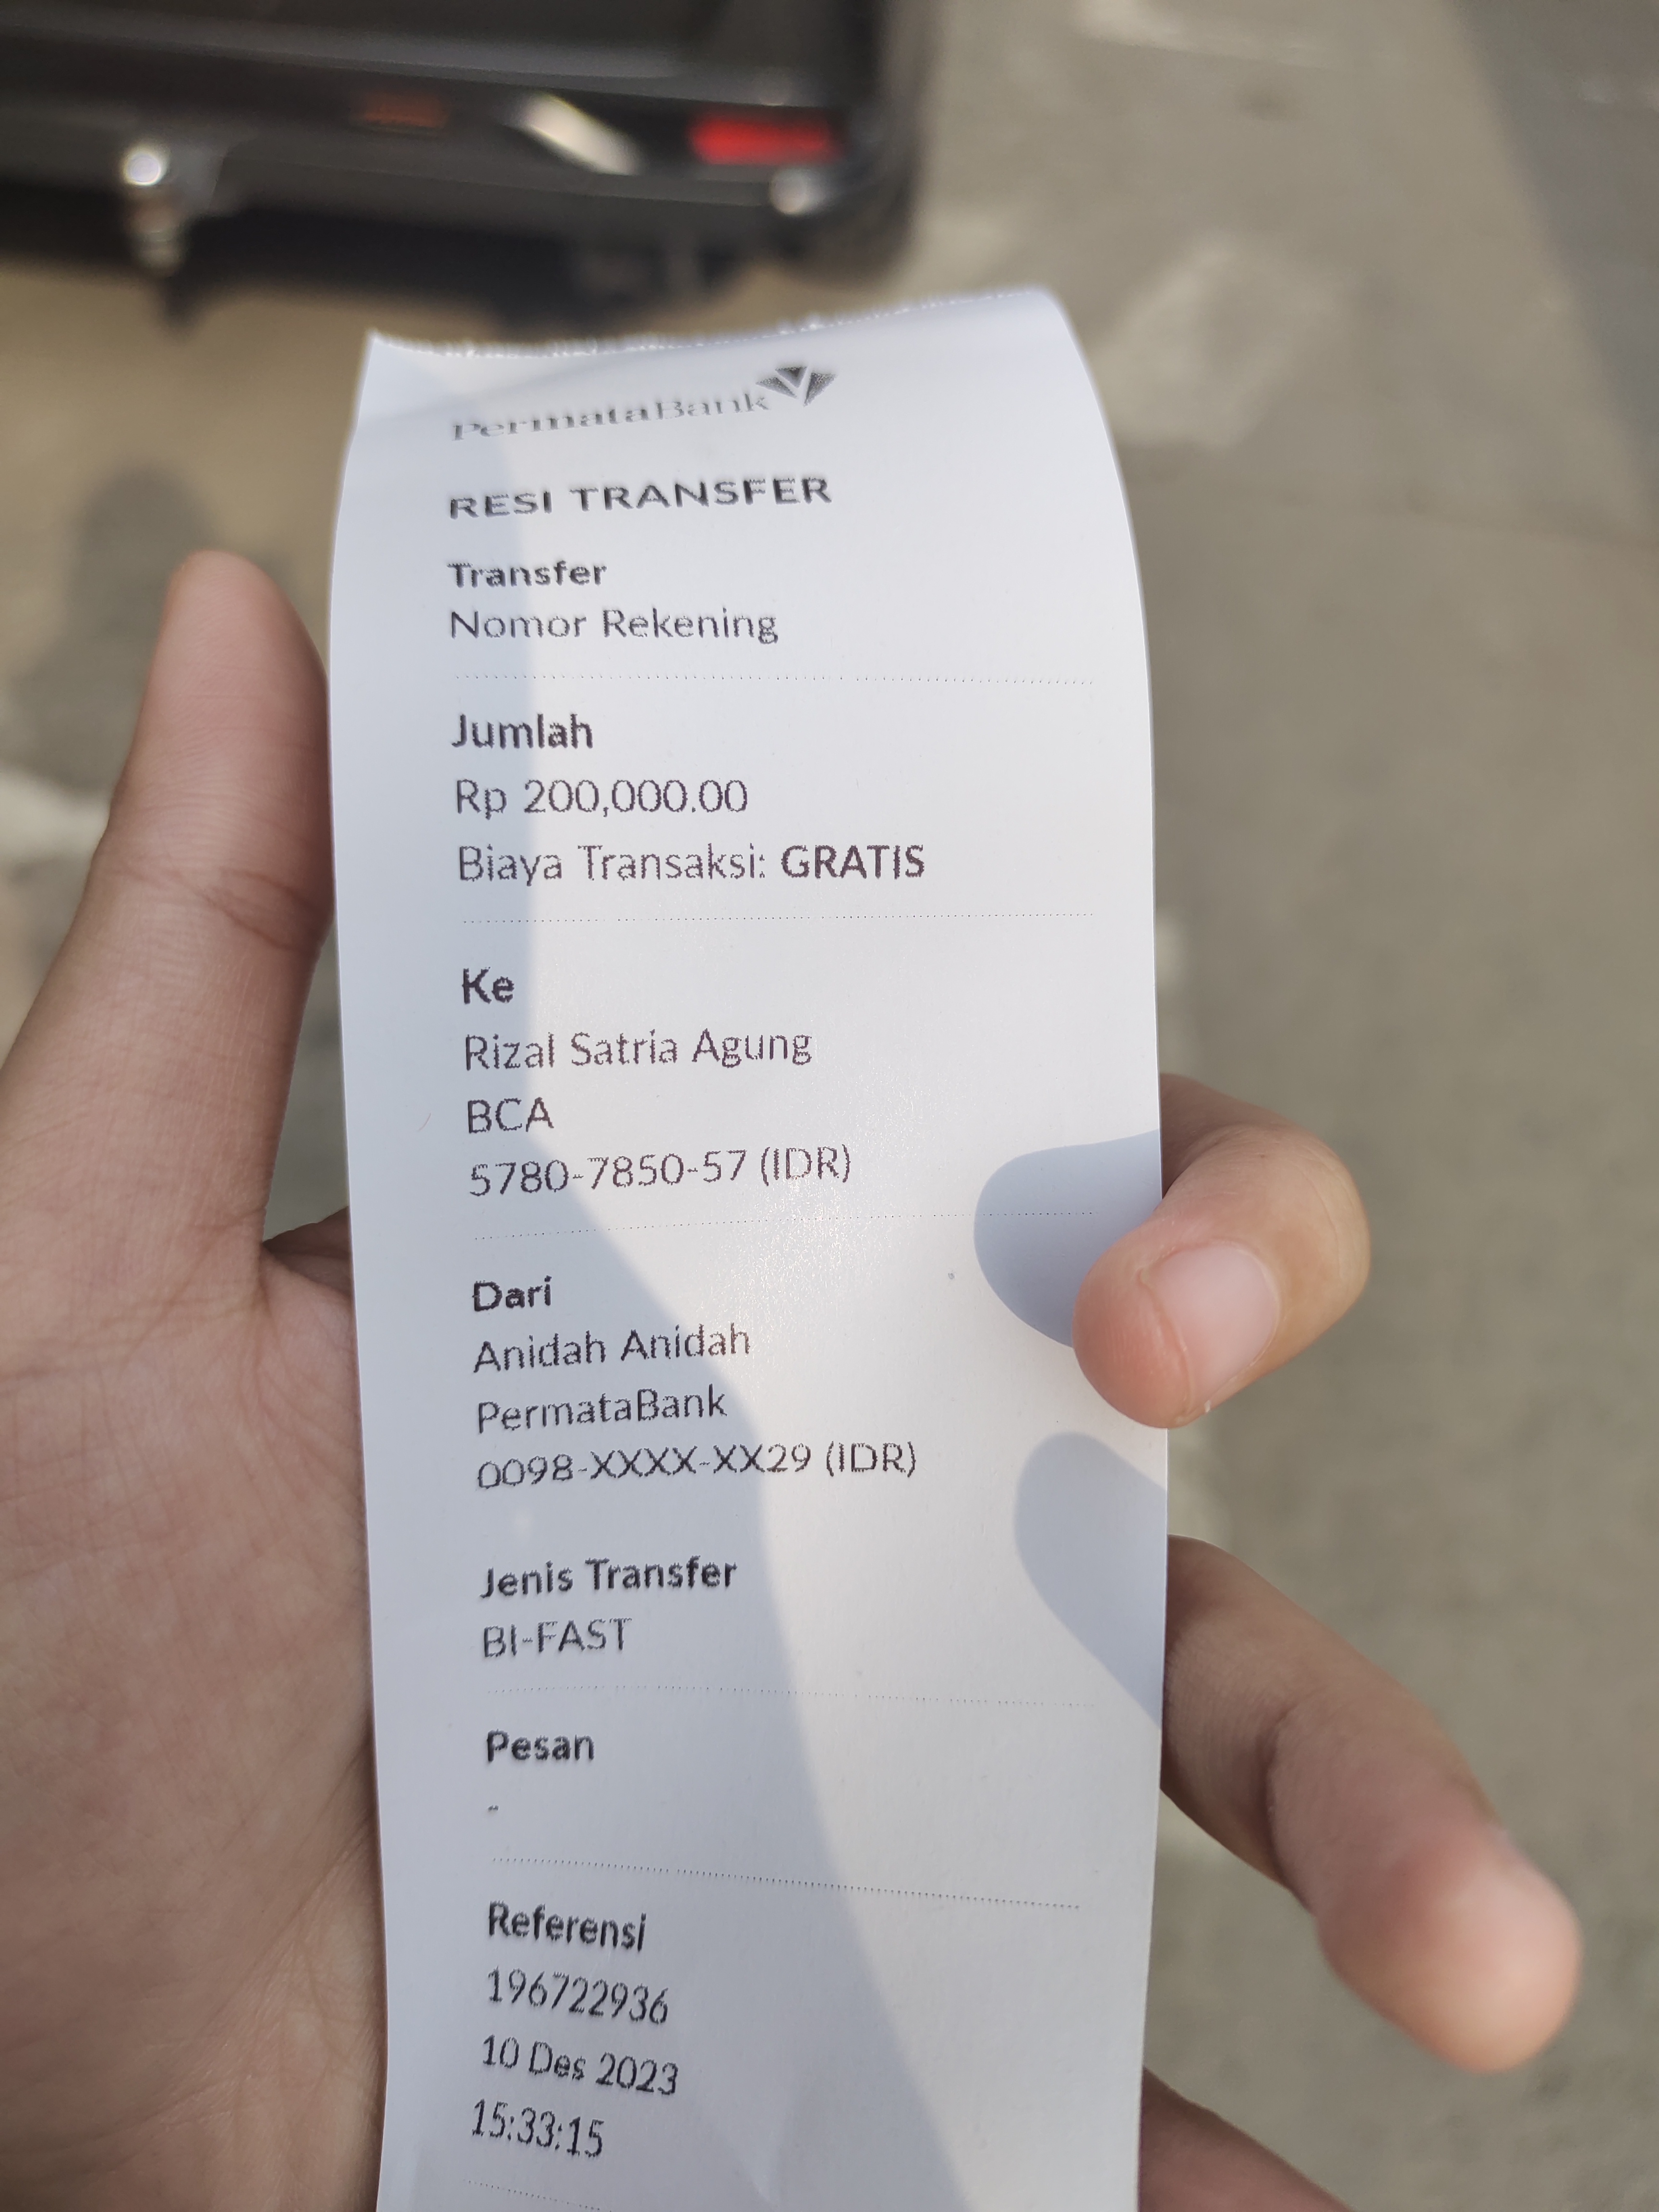 PermataBank
RESI TRANSFER
Transfer
Nomor Rekening
Jumlah
Rp 200,000.00
Biaya Transaksi: GRATIS
Ke
Rizal Satria Agung
BCA
5780-7850-57 (IDR)
Dari
Anidah Anidah
PermataBank
0098-XXXX-XX29 (IDR)
Jenis Transfer
BI-FAST
Pesan
-
Referensi
196722936
10 Des 2023
15:33:15